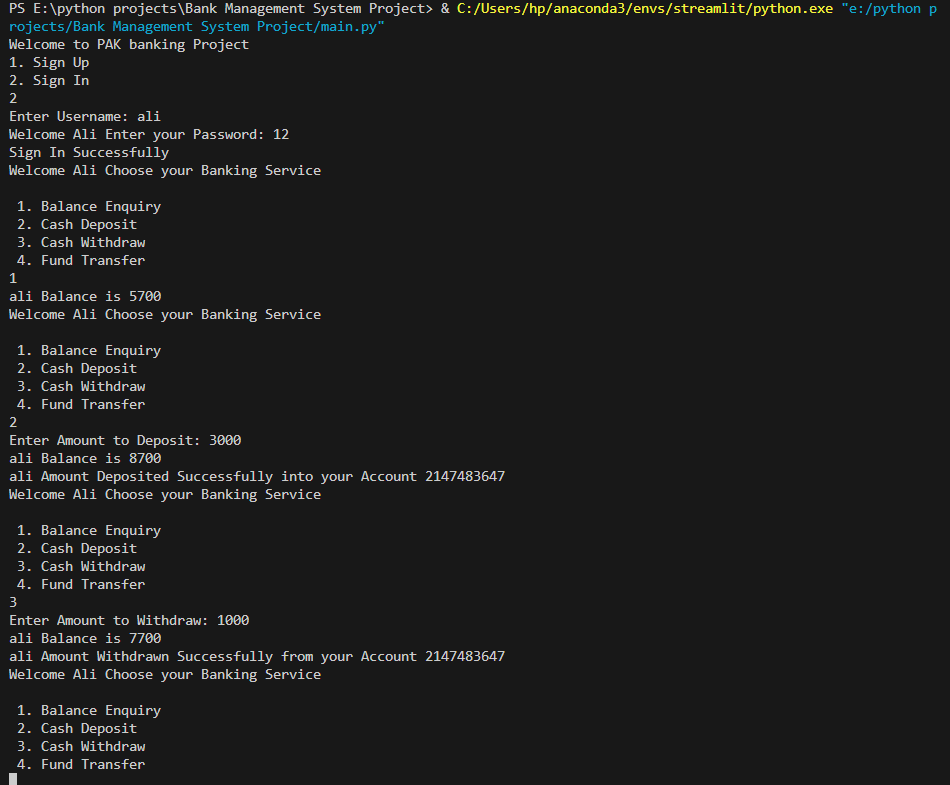 PS E:\python projects\Bank Management System Project> & C:/Users/hp/anaconda3/envs/streamlit/python.exe "e:/python p
rojects/Bank Management System Project/main.py"
Welcome to PAK banking Project
1. Sign Up
2. Sign In
2
Enter Username: ali
Welcome Ali Enter your Password: 12
Sign In Successfully
Welcome Ali Choose your Banking Service
1. Balance Enquiry
2. Cash Deposit
3. Cash Withdraw
4. Fund Transfer
1
ali Balance is 5700
Welcome Ali Choose your Banking Service
1. Balance Enquiry
2. Cash Deposit
3. Cash Withdraw
4. Fund Transfer
2
Enter Amount to Deposit: 3000
ali Balance is 8700
ali Amount Deposited Successfully into your Account 2147483647
Welcome Ali Choose your Banking Service
1. Balance Enquiry
2. Cash Deposit
3. Cash Withdraw
4. Fund Transfer
3
Enter Amount to Withdraw: 1000
ali Balance is 7700
ali Amount Withdrawn Successfully from your Account 2147483647
Welcome Ali Choose your Banking Service
1. Balance Enquiry
2. Cash Deposit
3. Cash Withdraw
4. Fund Transfer